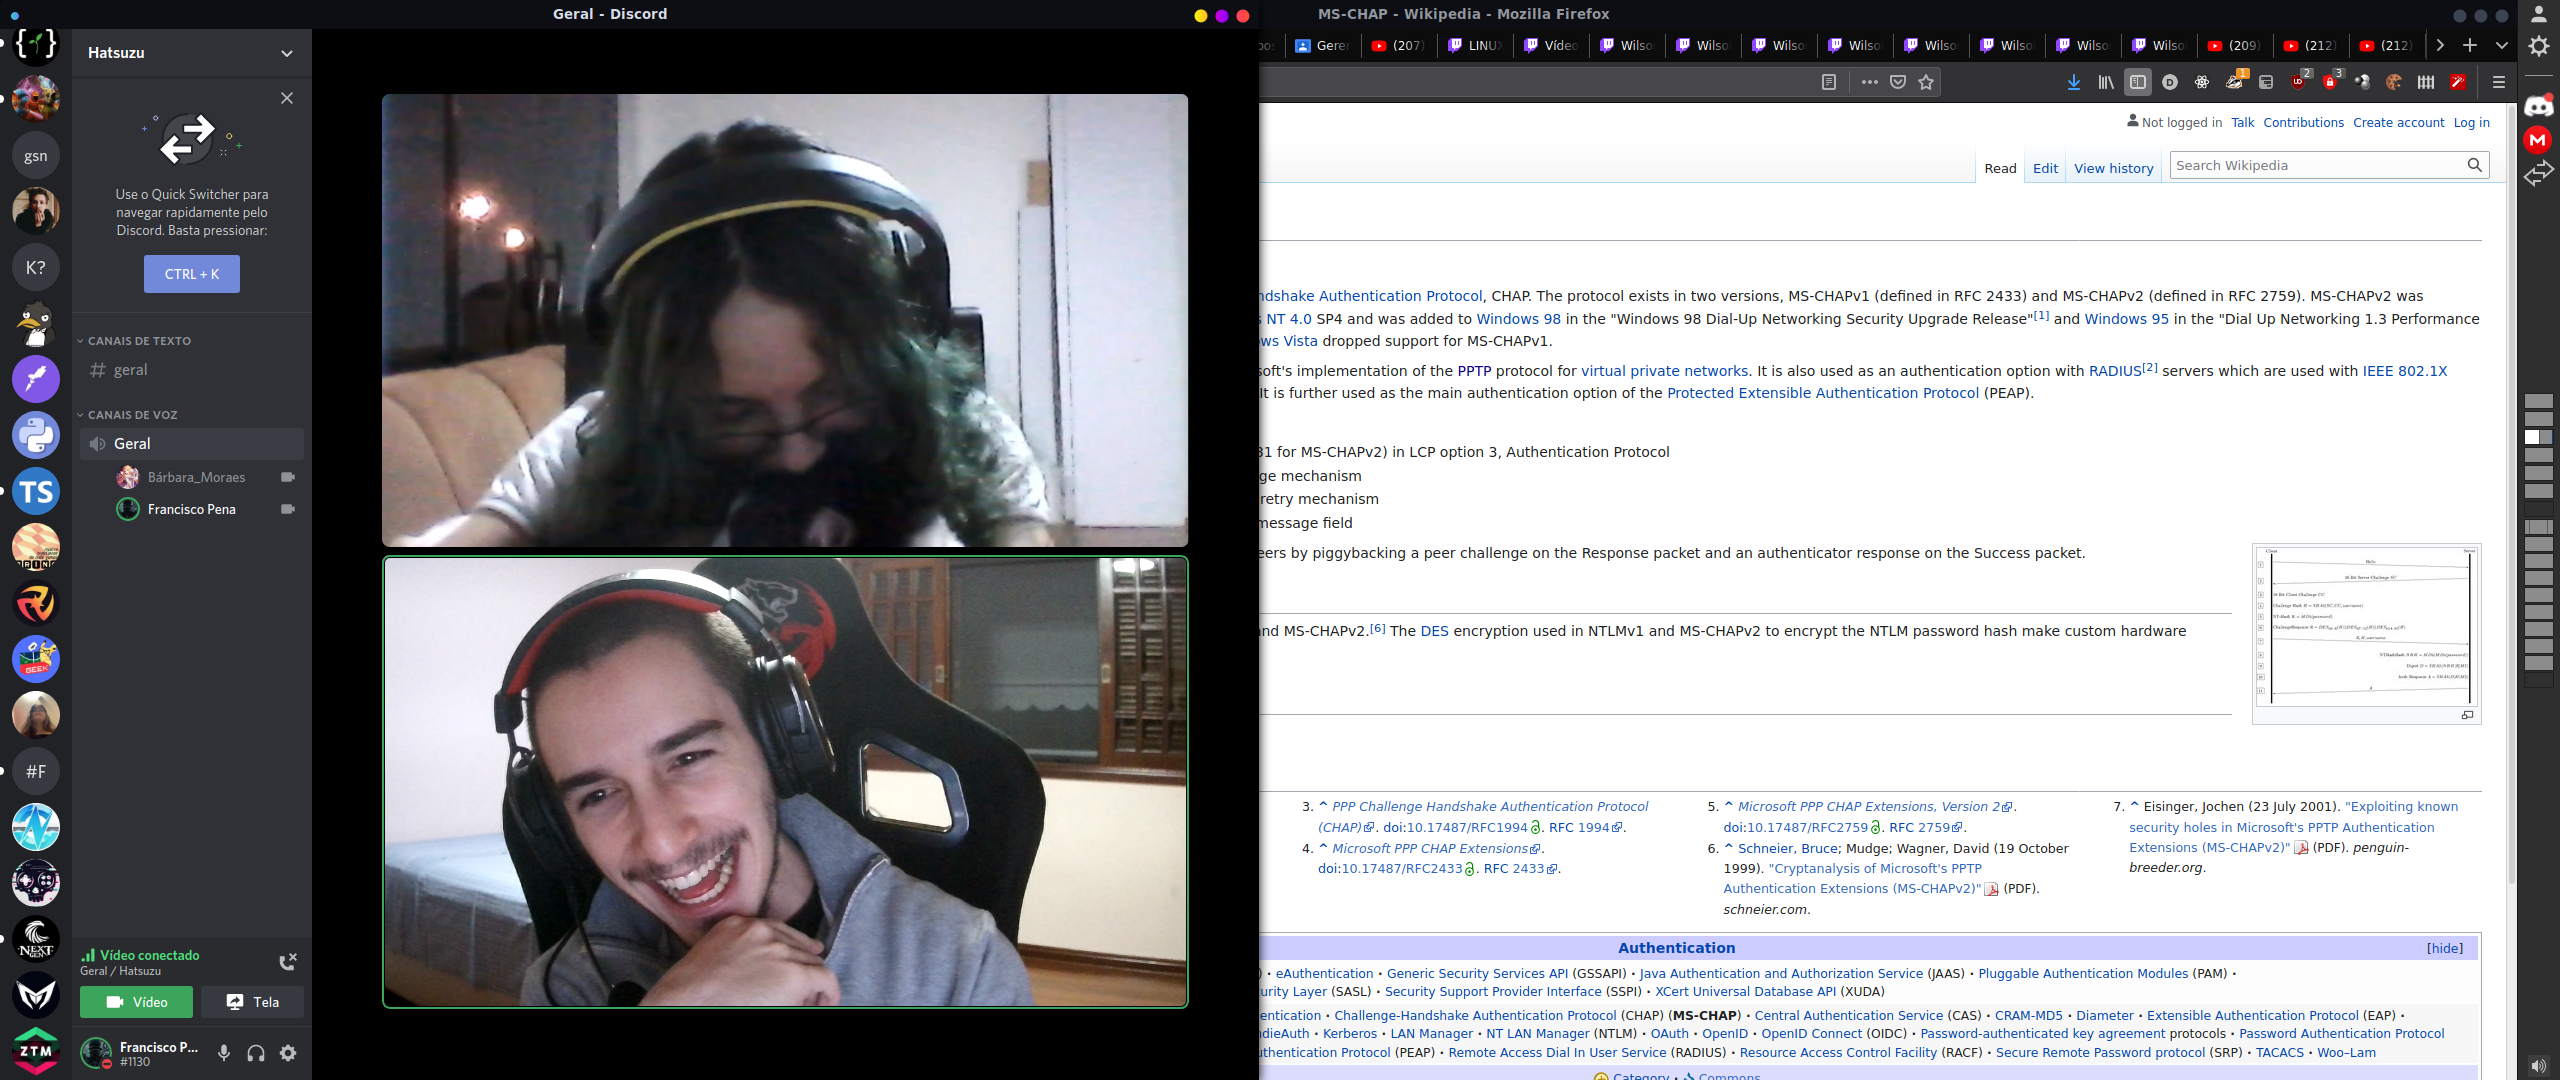 Geral - Discord
Hatsuzu
Use o Quick Switcher para
navegar rapidamente pelo
Discord. Basta pressionar:
CTRL + K
CANAIS DE TEXTO
# geral
CANAIS DE VOZ
Geral
Bárbara_Moraes
Francisco Pena
gsn
K?
TS
GEEK
#F
NEXT
GEN
ZTM
Vídeo conectado
Geral / Hatsuzu
Vídeo
Tela
Francisco P...
#1130
MS-CHAP - Wikipedia - Mozilla Firefox
Gerer (207) LINUX Vídeo Wilso Wilso Wilso Wilso Wilso Wilso Wilso Wilso (209) (212) (212)
1 2 3
Not logged in Talk Contributions Create account Log in
Read Edit View history Search Wikipedia
ndshake Authentication Protocol, CHAP. The protocol exists in two versions, MS-CHAPv1 (defined in RFC 2433) and MS-CHAPv2 (defined in RFC 2759). MS-CHAPv2 was
NT 4.0 SP4 and was added to Windows 98 in the "Windows 98 Dial-Up Networking Security Upgrade Release"[1] and Windows 95 in the "Dial Up Networking 1.3 Performance
ws Vista dropped support for MS-CHAPv1.
soft's implementation of the PPTP protocol for virtual private networks. It is also used as an authentication option with RADIUS[2] servers which are used with IEEE 802.1X
It is further used as the main authentication option of the Protected Extensible Authentication Protocol (PEAP).
81 for MS-CHAPv2) in LCP option 3, Authentication Protocol
ge mechanism
retry mechanism
message field
eers by piggybacking a peer challenge on the Response packet and an authenticator response on the Success packet.
nd MS-CHAPv2.[6] The DES encryption used in NTLMv1 and MS-CHAPv2 to encrypt the NTLM password hash make custom hardware
3. ^ PPP Challenge Handshake Authentication Protocol
(CHAP). doi:10.17487/RFC1994. RFC 1994.
4. ^ Microsoft PPP CHAP Extensions.
doi:10.17487/RFC2433. RFC 2433.
5. ^ Microsoft PPP CHAP Extensions, Version 2.
doi:10.17487/RFC2759. RFC 2759.
6. ^ Schneier, Bruce; Mudge; Wagner, David (19 October
1999). "Cryptanalysis of Microsoft's PPTP
Authentication Extensions (MS-CHAPv2)" (PDF).
schneier.com.
7. ^ Eisinger, Jochen (23 July 2001). "Exploiting known
security holes in Microsoft's PPTP Authentication
Extensions (MS-CHAPv2)" (PDF). penguin-
breeder.org.
Authentication [hide]
) · eAuthentication · Generic Security Services API (GSSAPI) · Java Authentication and Authorization Service (JAAS) · Pluggable Authentication Modules (PAM) ·
urity Layer (SASL) · Security Support Provider Interface (SSPI) · XCert Universal Database API (XUDA)
entication · Challenge-Handshake Authentication Protocol (CHAP) (MS-CHAP) · Central Authentication Service (CAS) · CRAM-MD5 · Diameter · Extensible Authentication Protocol (EAP) ·
ndieAuth · Kerberos · LAN Manager · NT LAN Manager (NTLM) · OAuth · OpenID · OpenID Connect (OIDC) · Password-authenticated key agreement protocols · Password Authentication Protocol
uthentication Protocol (PEAP) · Remote Access Dial In User Service (RADIUS) · Resource Access Control Facility (RACF) · Secure Remote Password protocol (SRP) · TACACS · Woo–Lam
Category · Commons